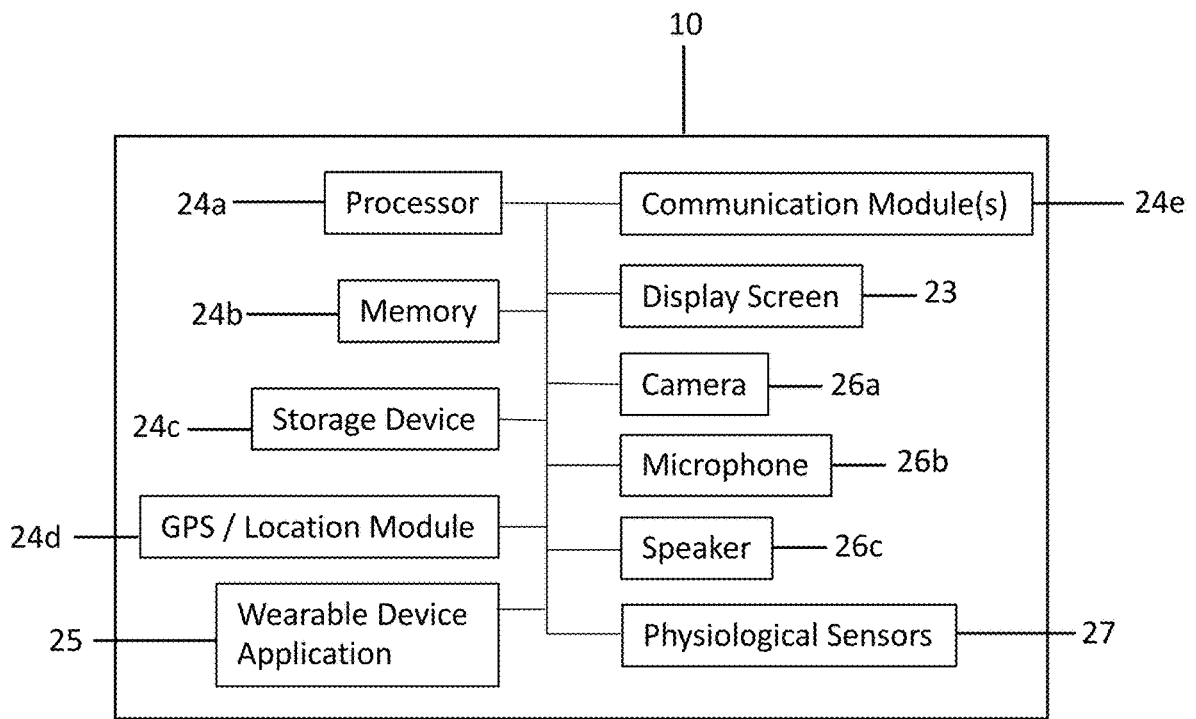 10
24a Processor Communication Module(s) 24e
24b Memory Display Screen 23
Camera 26a
24c Storage Device
Microphone 26b
24d GPS / Location Module
Speaker 26c
25 Wearable Device
Application
Physiological Sensors 27